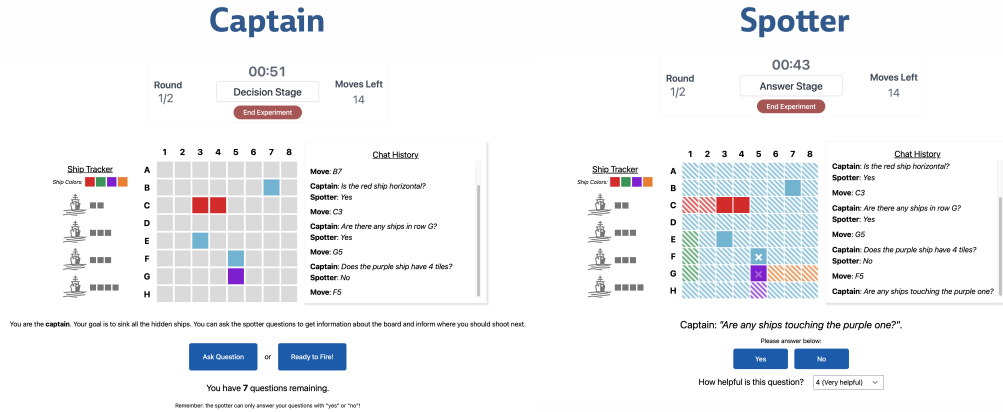 Captain
00:51
Round
1/2
Decision Stage
Moves Left
14
End Experiment
Ship Tracker
Ship Colors:
1 2 3 4 5 6 7 8
A
B
C
D
E
F
G
H
Chat History
Move: B7
Captain: Is the red ship horizontal?
Spotter: Yes
Move: C3
Captain: Are there any ships in row G?
Spotter: Yes
Move: G5
Captain: Does the purple ship have 4 tiles?
Spotter: No
Move: F5
You are the captain. Your goal is to sink all the hidden ships. You can ask the spotter questions to get information about the board and inform where you should shoot next.
Ask Question
or
Ready to Fire!
You have 7 questions remaining.
Remember: the spotter can only answer your questions with "yes" or "no"!
Spotter
00:43
Round
1/2
Answer Stage
Moves Left
14
End Experiment
Ship Tracker
Ship Colors:
1 2 3 4 5 6 7 8
A
B
C
D
E
F
G
H
Chat History
Captain: Is the red ship horizontal?
Spotter: Yes
Move: C3
Captain: Are there any ships in row G?
Spotter: Yes
Move: G5
Captain: Does the purple ship have 4 tiles?
Spotter: No
Move: F5
Captain: Are any ships touching the purple one?
Captain: "Are any ships touching the purple one?".
Please answer below:
Yes
No
How helpful is this question?
4 (Very helpful)